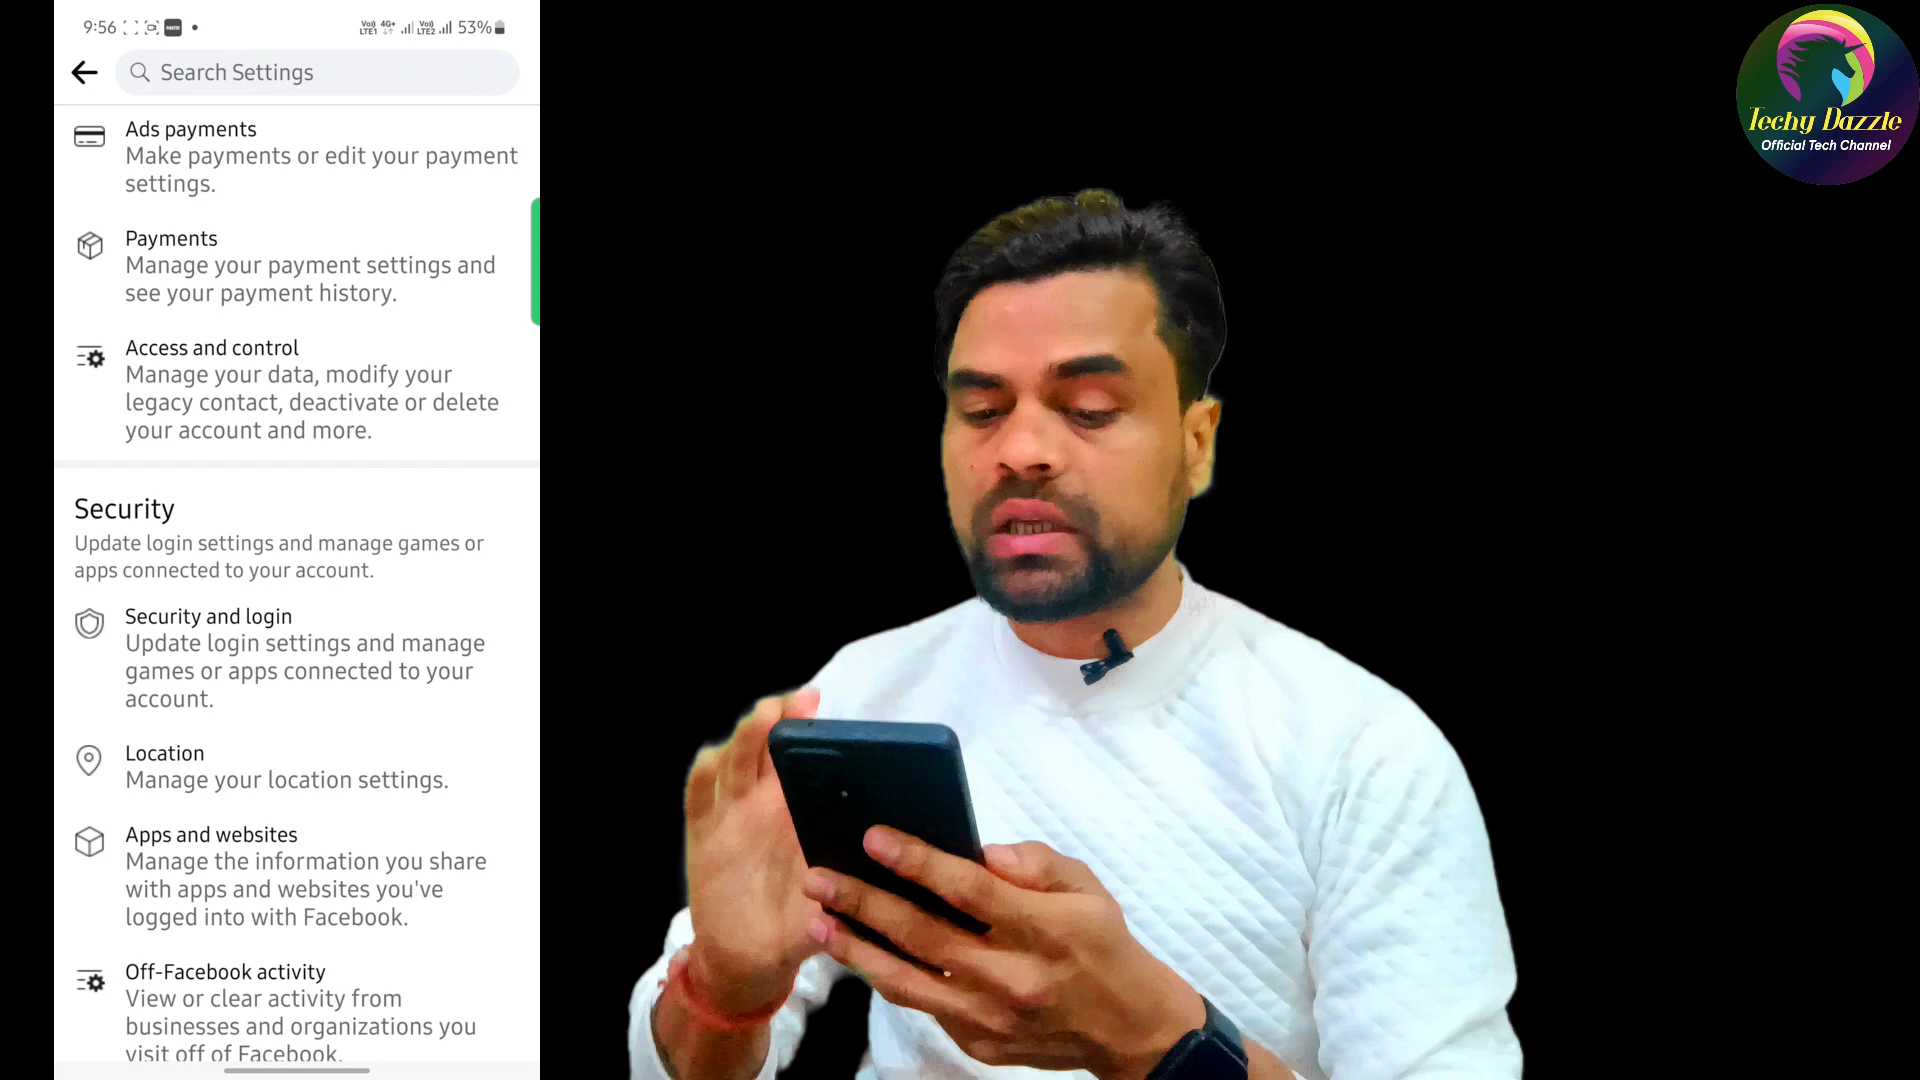 9:56
Vo)) LTE1 4G+ Vo)) LTE2 53%
Search Settings
Ads payments
Make payments or edit your payment
settings.
Payments
Manage your payment settings and
see your payment history.
Access and control
Manage your data, modify your
legacy contact, deactivate or delete
your account and more.
Security
Update login settings and manage games or
apps connected to your account.
Security and login
Update login settings and manage
games or apps connected to your
account.
Location
Manage your location settings.
Apps and websites
Manage the information you share
with apps and websites you've
logged into with Facebook.
Off-Facebook activity
View or clear activity from
businesses and organizations you
visit off of Facebook.
Techy Dazzle
Official Tech Channel